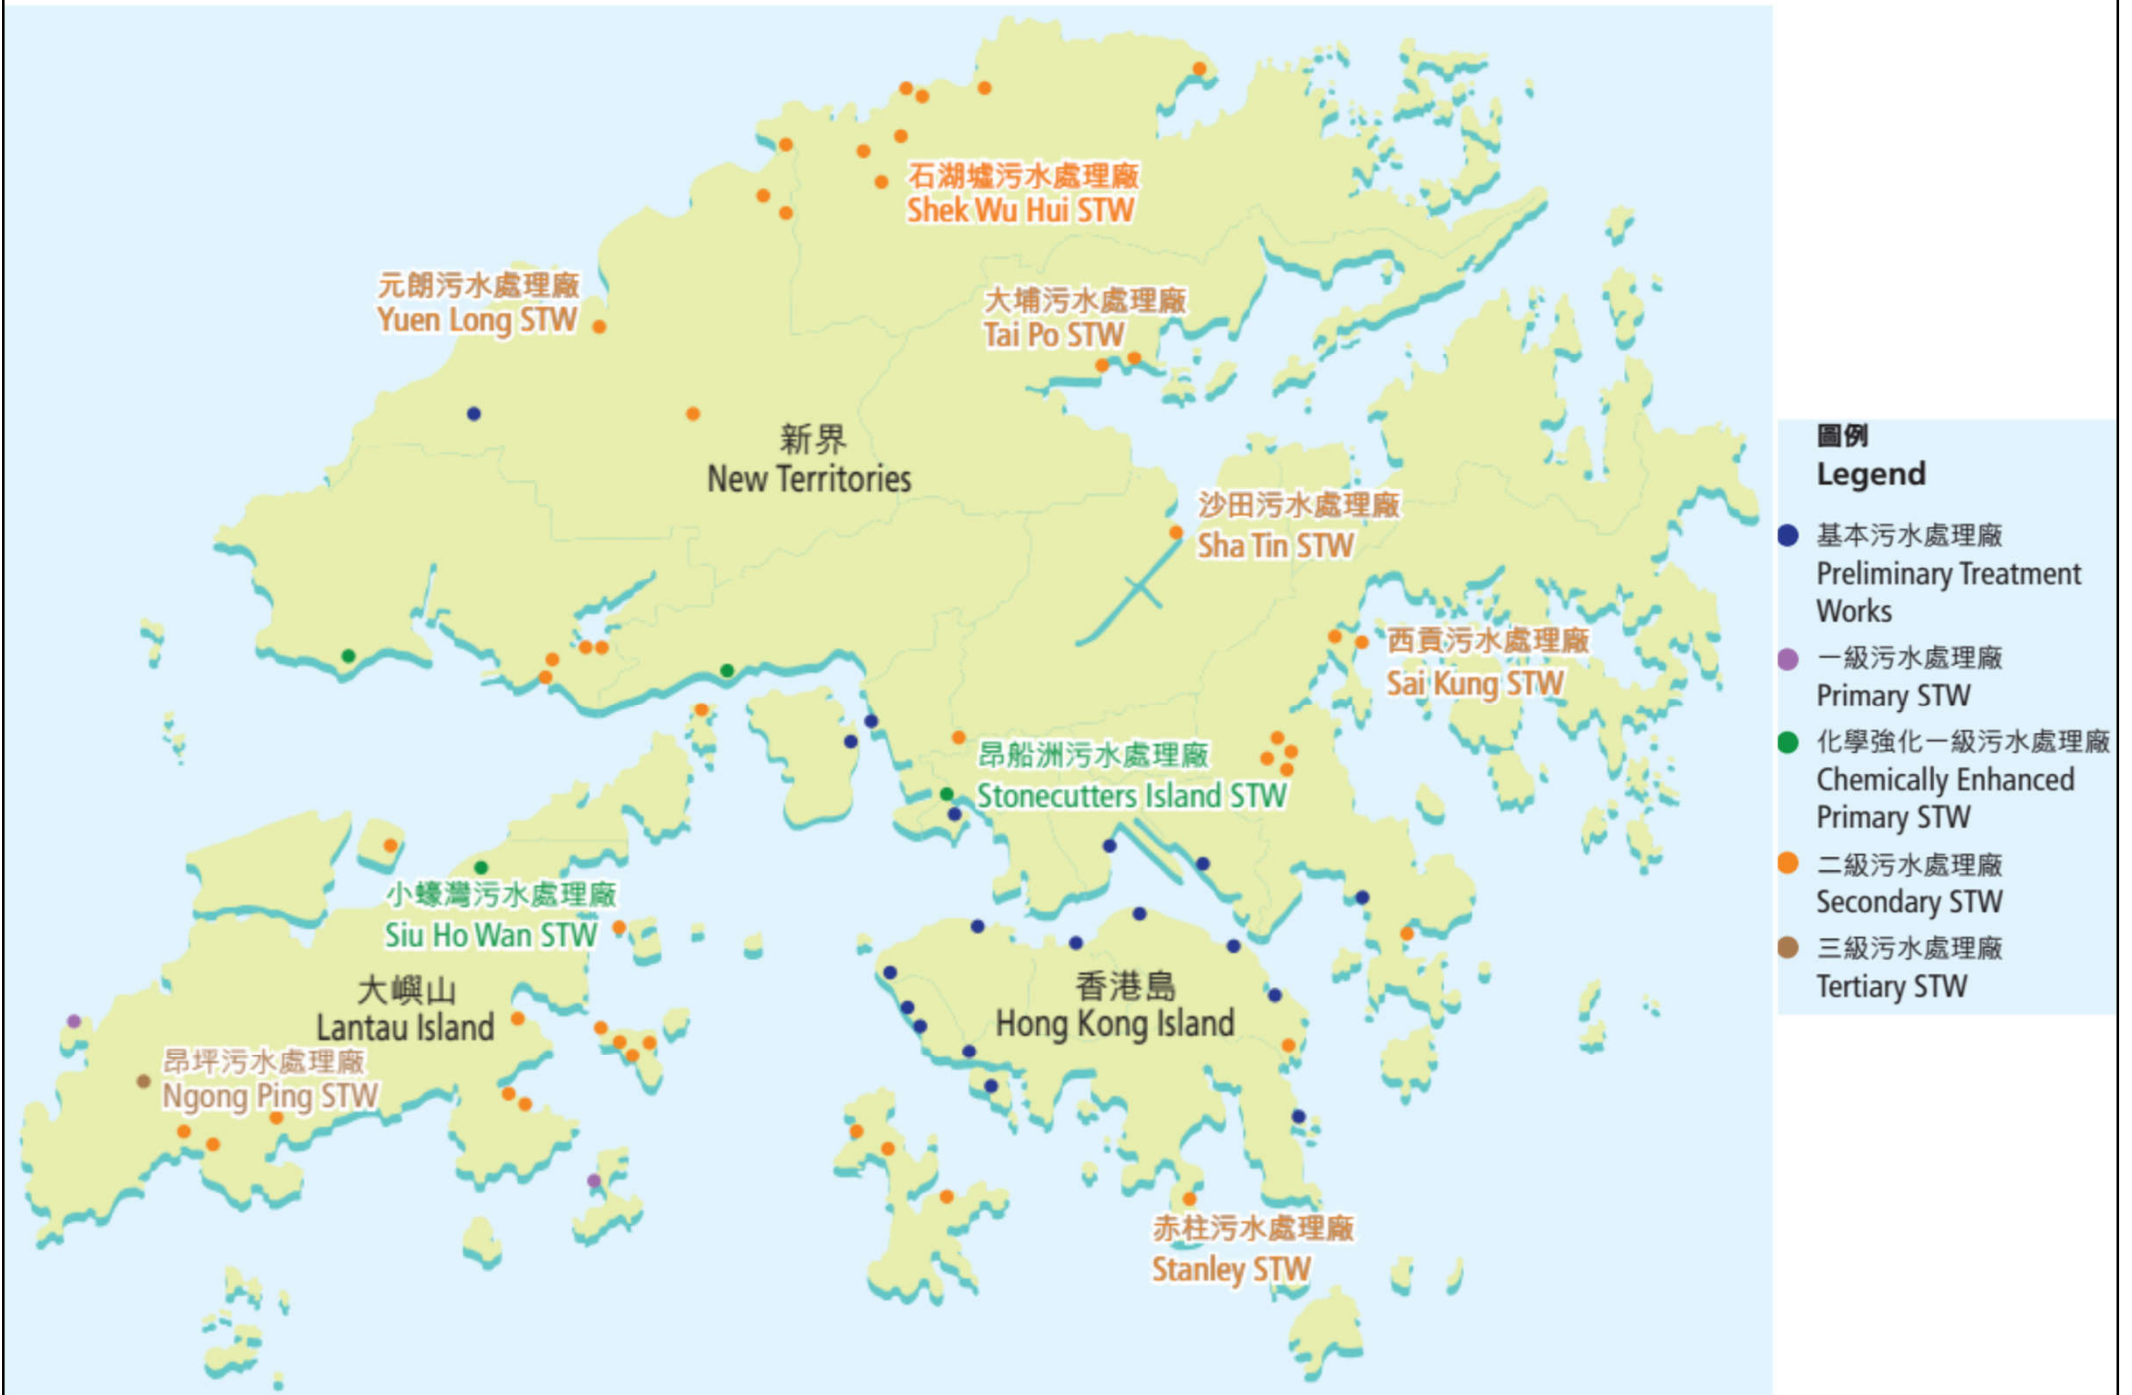 石湖墟污水處理廠
Shek Wu Hui STW
元朗污水處理廠
Yuen Long STW
大埔污水處理廠
Tai Po STW
新界
New Territories
沙田污水處理廠
Sha Tin STW
西貢污水處理廠
Sai Kung STW
昂船洲污水處理廠
Stonecutters Island STW
小蠔灣污水處理廠
Siu Ho Wan STW
大嶼山
Lantau Island
香港島
Hong Kong Island
昂坪污水處理廠
Ngong Ping STW
赤柱污水處理廠
Stanley STW
圖例
Legend
基本污水處理廠
Preliminary Treatment
Works
一級污水處理廠
Primary STW
化學強化一級污水處理廠
Chemically Enhanced
Primary STW
二級污水處理廠
Secondary STW
三級污水處理廠
Tertiary STW